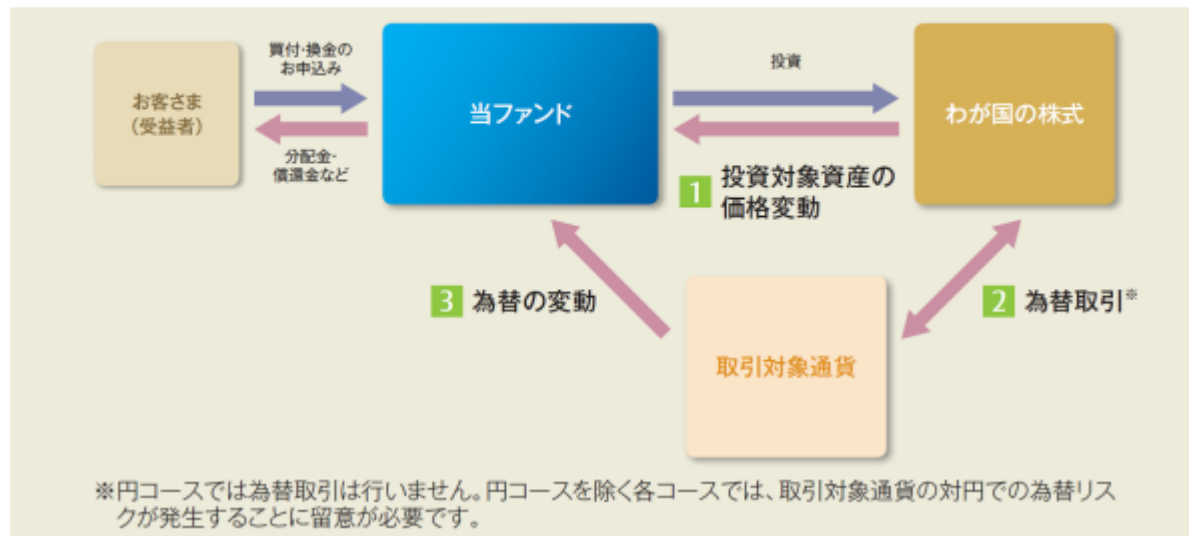 買付・換金の
お申込み
投資
お客さま
(受益者)
当ファンド
わが国の株式
分配金・
償還金など
1 投資対象資産の
価格変動
3 為替の変動
2 為替取引※
取引対象通貨
※円コースでは為替取引は行いません。円コースを除く各コースでは、取引対象通貨の対円での為替リス
クが発生することに留意が必要です。